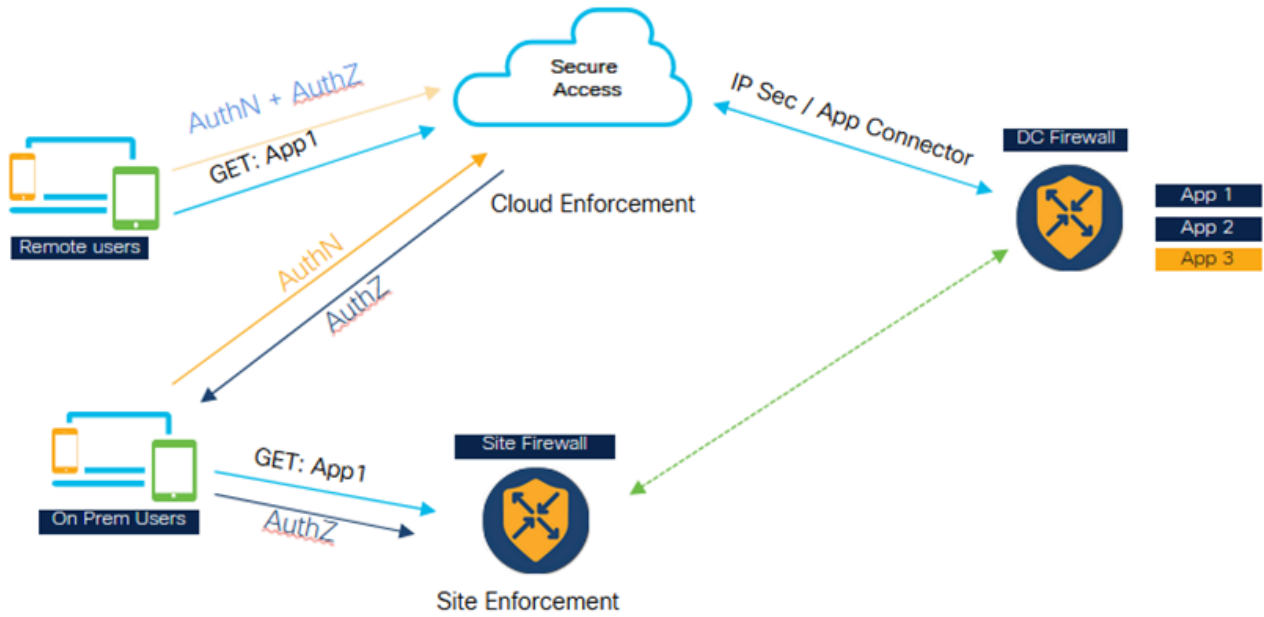 Secure
Access
AuthN + AuthZ
GET: App1
IP Sec / App Connector
DC Firewall
App 1
App 2
App 3
Remote users
Cloud Enforcement
AuthN
AuthZ
On Prem Users
GET: App1
AuthZ
Site Firewall
Site Enforcement